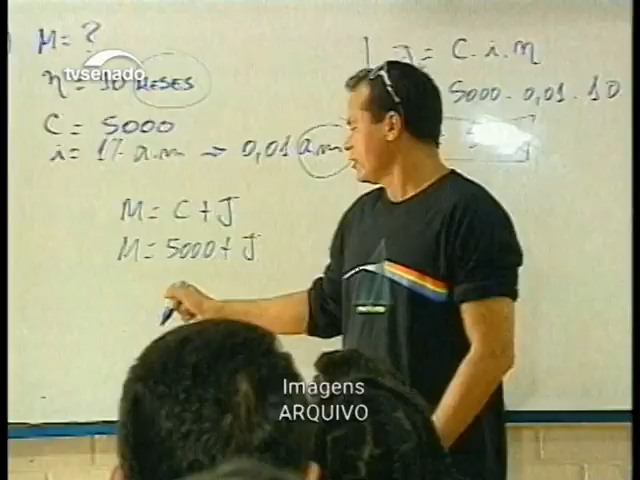 M = ?
tvsenado
n = 10 MESES
C = 5000
i = 1% a.m → 0,01 a.m
M = C + J
M = 5000 + J
J = C.i.n
5000.0,01.10
Imagens
ARQUIVO